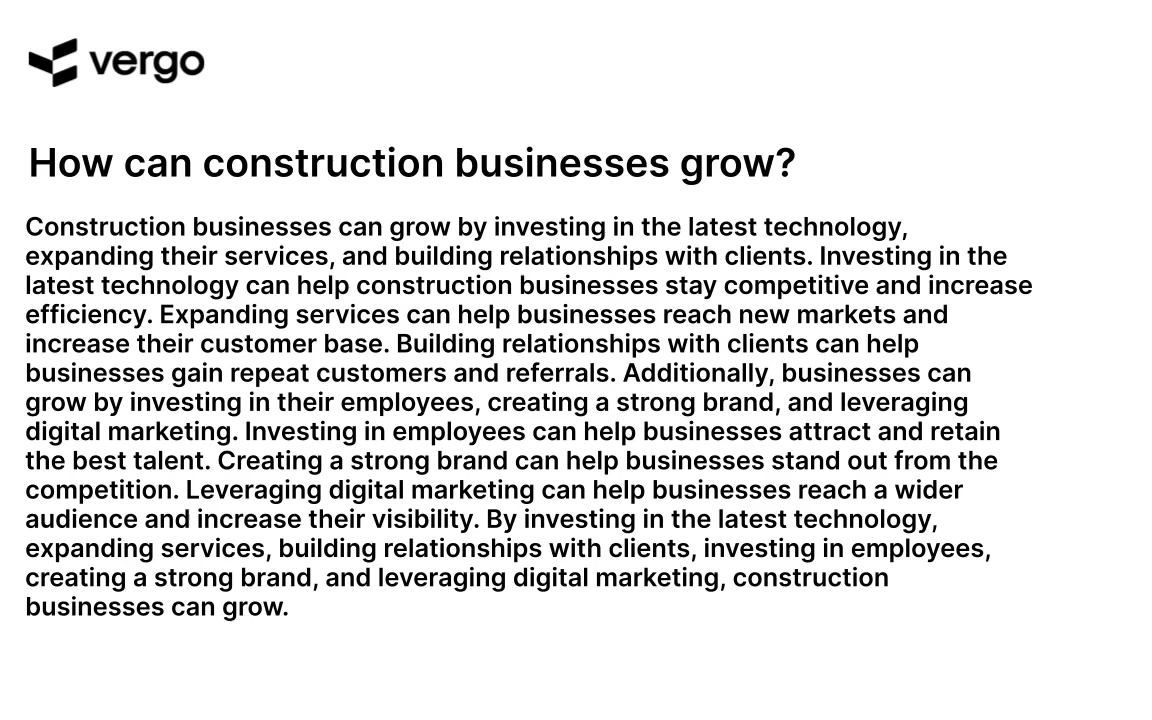 vergo
How can construction businesses grow?
Construction businesses can grow by investing in the latest technology,
expanding their services, and building relationships with clients. Investing in the
latest technology can help construction businesses stay competitive and increase
efficiency. Expanding services can help businesses reach new markets and
increase their customer base. Building relationships with clients can help
businesses gain repeat customers and referrals. Additionally, businesses can
grow by investing in their employees, creating a strong brand, and leveraging
digital marketing. Investing in employees can help businesses attract and retain
the best talent. Creating a strong brand can help businesses stand out from the
competition. Leveraging digital marketing can help businesses reach a wider
audience and increase their visibility. By investing in the latest technology,
expanding services, building relationships with clients, investing in employees,
creating a strong brand, and leveraging digital marketing, construction
businesses can grow.